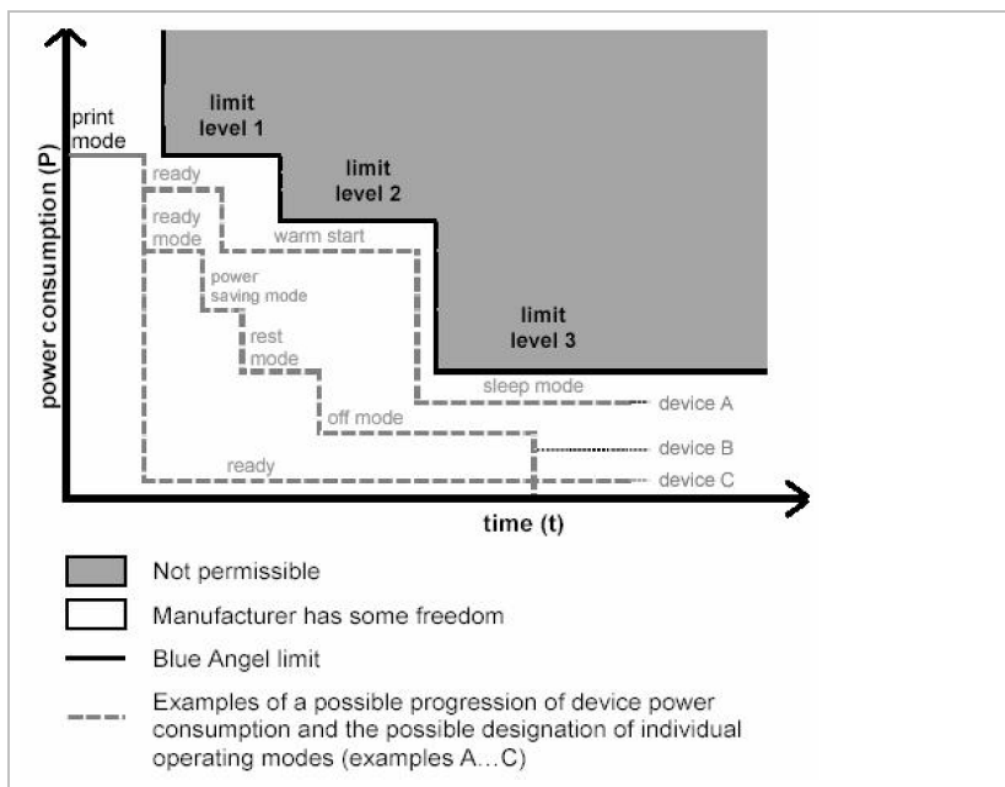 power consumption (P)
print
mode
limit
level 1
ready
limit
level 2
ready
mode
warm start
power
saving mode
limit
level 3
rest
mode
sleep mode
device A
off mode
device B
ready
device C
time (t)
Not permissible
Manufacturer has some freedom
Blue Angel limit
Examples of a possible progression of device power
consumption and the possible designation of individual
operating modes (examples A...C)